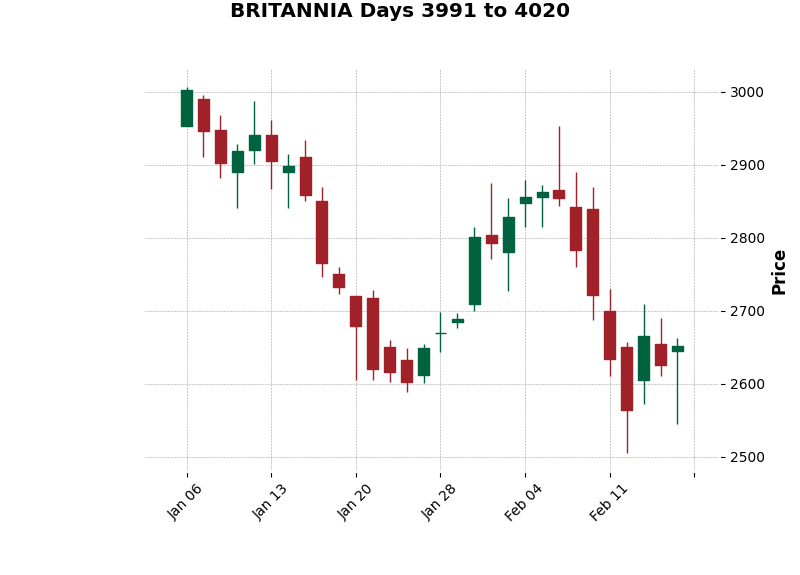 BRITANNIA Days 3991 to 4020
3000
2900
2800
2700
2600
2500
Price
Jan 06
Jan 13
Jan 20
Jan 28
Feb 04
Feb 11